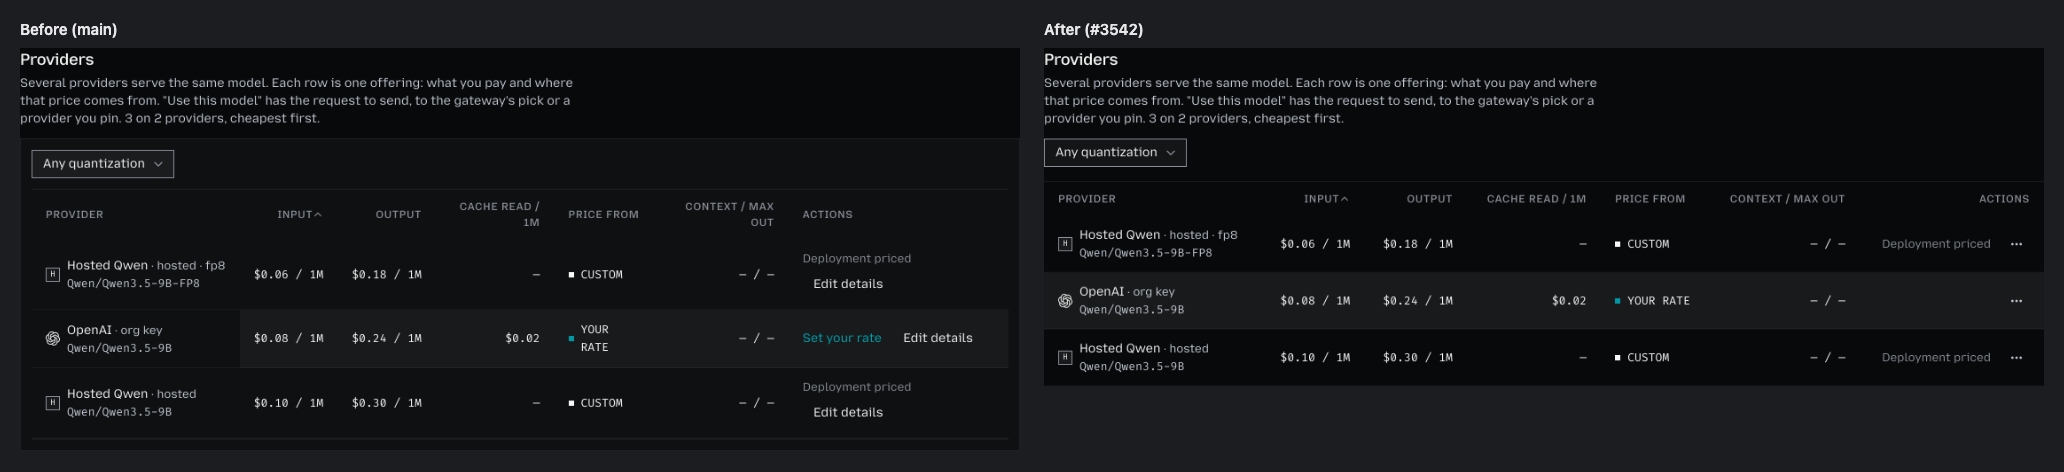 Before (main)
Providers
Several providers serve the same model. Each row is one offering: what you pay and where
that price comes from. "Use this model" has the request to send, to the gateway's pick or a
provider you pin. 3 on 2 providers, cheapest first.
Any quantization
PROVIDER INPUT OUTPUT CACHE READ / 1M PRICE FROM CONTEXT / MAX OUT ACTIONS
H Hosted Qwen · hosted · fp8 $0.06 / 1M $0.18 / 1M — CUSTOM — / — Deployment priced
Qwen/Qwen3.5-9B-FP8 Edit details
OpenAI · org key $0.08 / 1M $0.24 / 1M $0.02 YOUR RATE — / — Set your rate Edit details
Qwen/Qwen3.5-9B
H Hosted Qwen · hosted $0.10 / 1M $0.30 / 1M — CUSTOM — / — Deployment priced
Qwen/Qwen3.5-9B Edit details
After (#3542)
Providers
Several providers serve the same model. Each row is one offering: what you pay and where
that price comes from. "Use this model" has the request to send, to the gateway's pick or a
provider you pin. 3 on 2 providers, cheapest first.
Any quantization
PROVIDER INPUT OUTPUT CACHE READ / 1M PRICE FROM CONTEXT / MAX OUT ACTIONS
H Hosted Qwen · hosted · fp8 $0.06 / 1M $0.18 / 1M — CUSTOM — / — Deployment priced ···
Qwen/Qwen3.5-9B-FP8
OpenAI · org key $0.08 / 1M $0.24 / 1M $0.02 YOUR RATE — / — ···
Qwen/Qwen3.5-9B
H Hosted Qwen · hosted $0.10 / 1M $0.30 / 1M — CUSTOM — / — Deployment priced ···
Qwen/Qwen3.5-9B